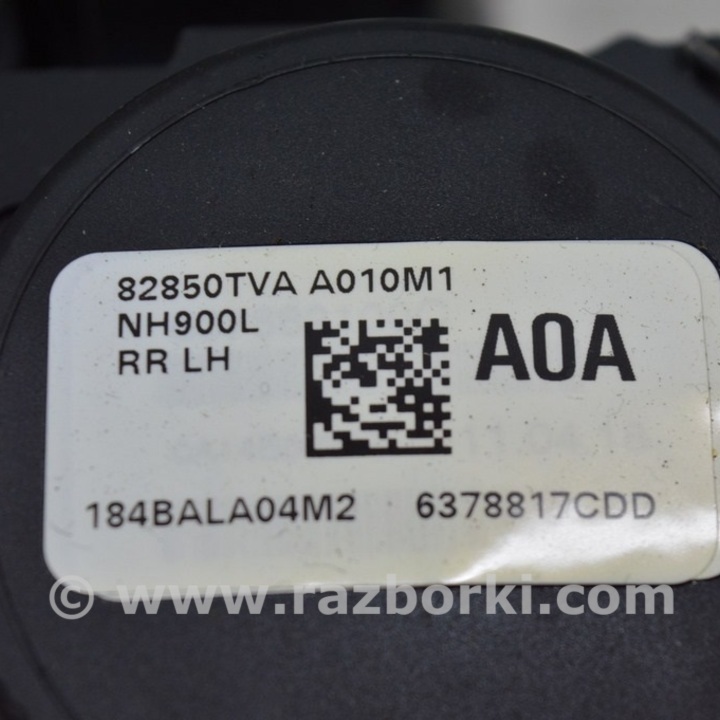 82850TVA A010M1
NH900L
RR LH
A0A
184BALA04M2 6378817CDD
© www.razborki.com